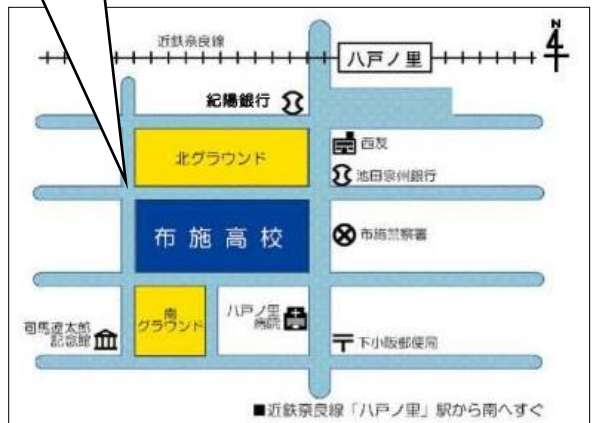 N
近鉄奈良線
八戸ノ里
紀陽銀行
西友
北グラウンド
池田泉州銀行
布施高校
布施警察署
南
グラウンド
八戸ノ里
病院
司馬遼太郎
記念館
下小阪郵便局
■近鉄奈良線「八戸ノ里」駅から南へすぐ